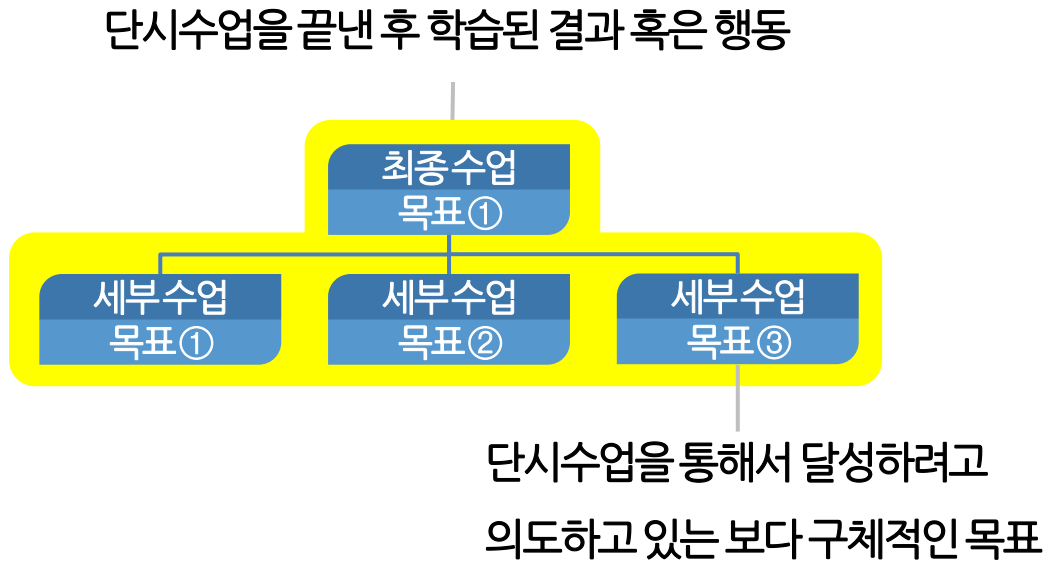 단시수업을 끝낸 후 학습된 결과 혹은 행동
최종 수업
목표①
세부 수업
목표①
세부 수업
목표②
세부 수업
목표③
단시수업을 통해서 달성하려고
의도하고 있는 보다 구체적인 목표